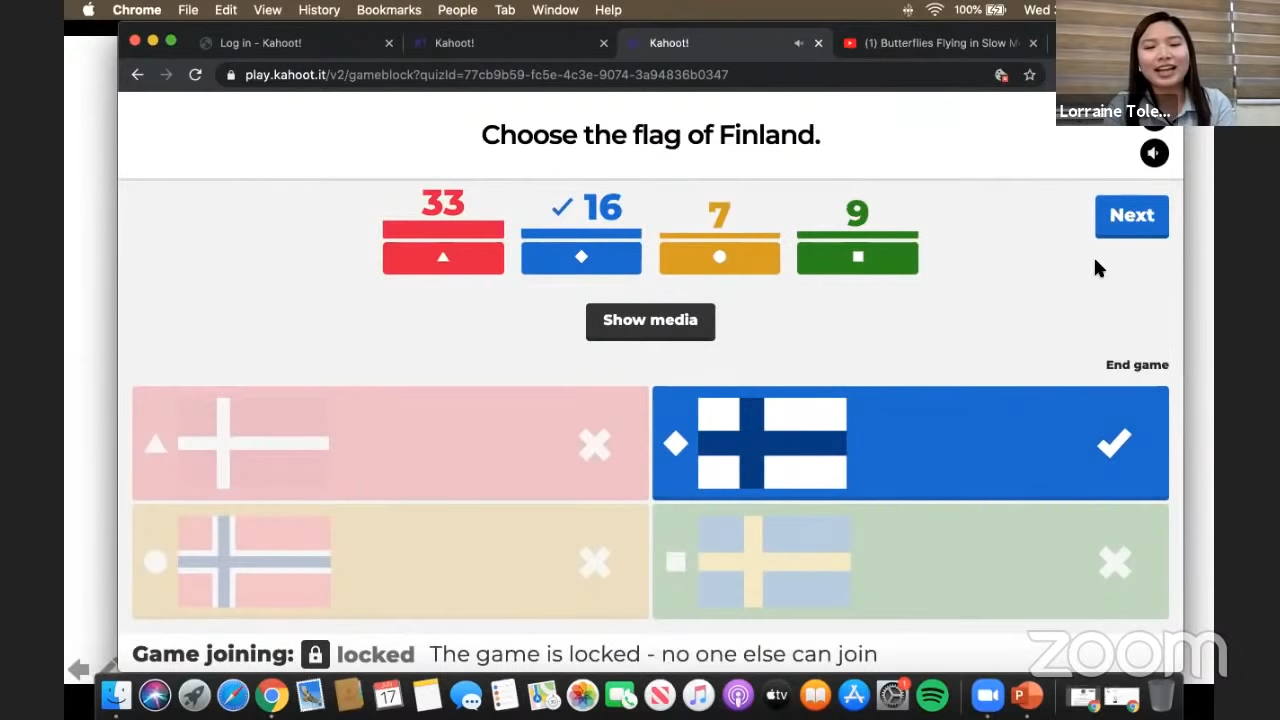 Chrome File Edit View History Bookmarks People Tab Window Help 100% Wed
Log in - Kahoot! Kahoot! Kahoot! (1) Butterflies Flying in Slow M
play.kahoot.it/v2/gameblock?quizId=77cb9b59-fc5e-4c3e-9074-3a94836b0347
Lorraine Tole...
Choose the flag of Finland.
33 16 7 9
Next
Show media
End game
Game joining: locked The game is locked - no one else can join
zoom
17
tv
1